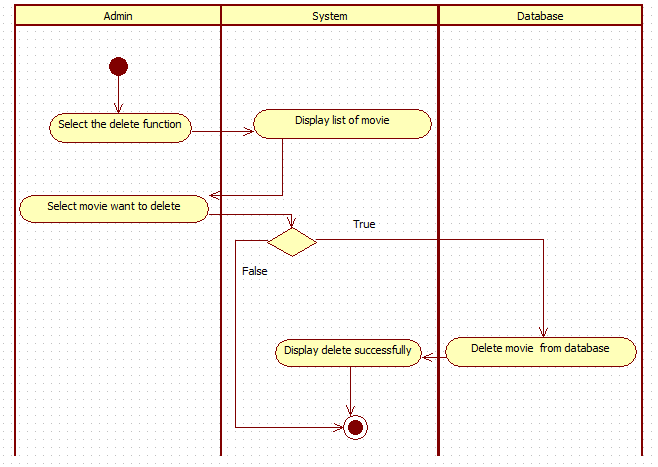 Admin
System
Database
Select the delete function
Display list of movie
Select movie want to delete
True
False
Display delete successfully
Delete movie from database